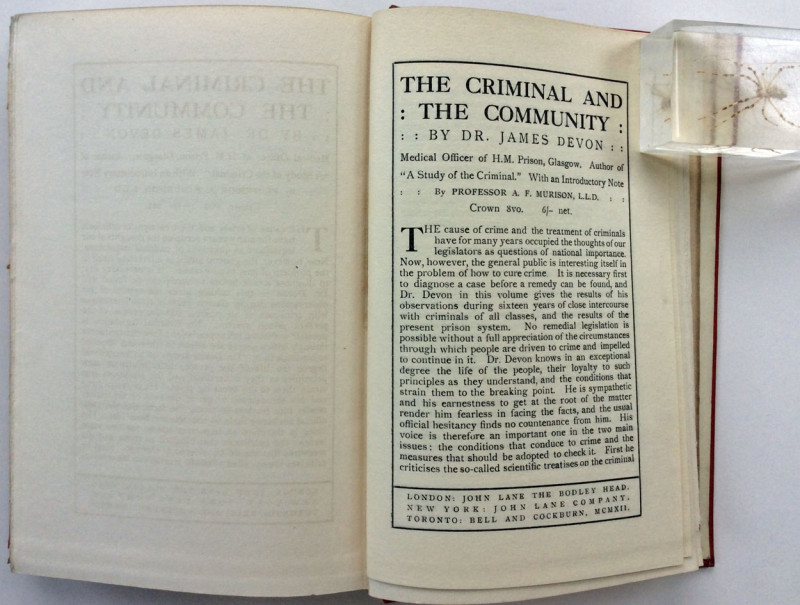 THE CRIMINAL AND
: THE COMMUNITY :
: : BY DR. JAMES DEVON : :
Medical Officer of H.M. Prison, Glasgow. Author of
"A Study of the Criminal." With an Introductory Note
: : By PROFESSOR A. F. MURISON, L.L.D. : :
Crown 8vo. 6/- net.
THE cause of crime and the treatment of criminals
have for many years occupied the thoughts of our
legislators as questions of national importance.
Now, however, the general public is interesting itself in
the problem of how to cure crime. It is necessary first
to diagnose a case before a remedy can be found, and
Dr. Devon in this volume gives the results of his
observations during sixteen years of close intercourse
with criminals of all classes, and the results of the
present prison system. No remedial legislation is
possible without a full appreciation of the circumstances
through which people are driven to crime and impelled
to continue in it. Dr. Devon knows in an exceptional
degree the life of the people, their loyalty to such
principles as they understand, and the conditions that
strain them to the breaking point. He is sympathetic
and his earnestness to get at the root of the matter
render him fearless in facing the facts, and the usual
official hesitancy finds no countenance from him. His
voice is therefore an important one in the two main
issues: the conditions that conduce to crime and the
measures that should be adopted to check it. First he
criticises the so-called scientific treatises on the criminal
LONDON: JOHN LANE THE BODLEY HEAD.
NEW YORK: JOHN LANE COMPANY.
TORONTO: BELL AND COCKBURN, MCMXII.